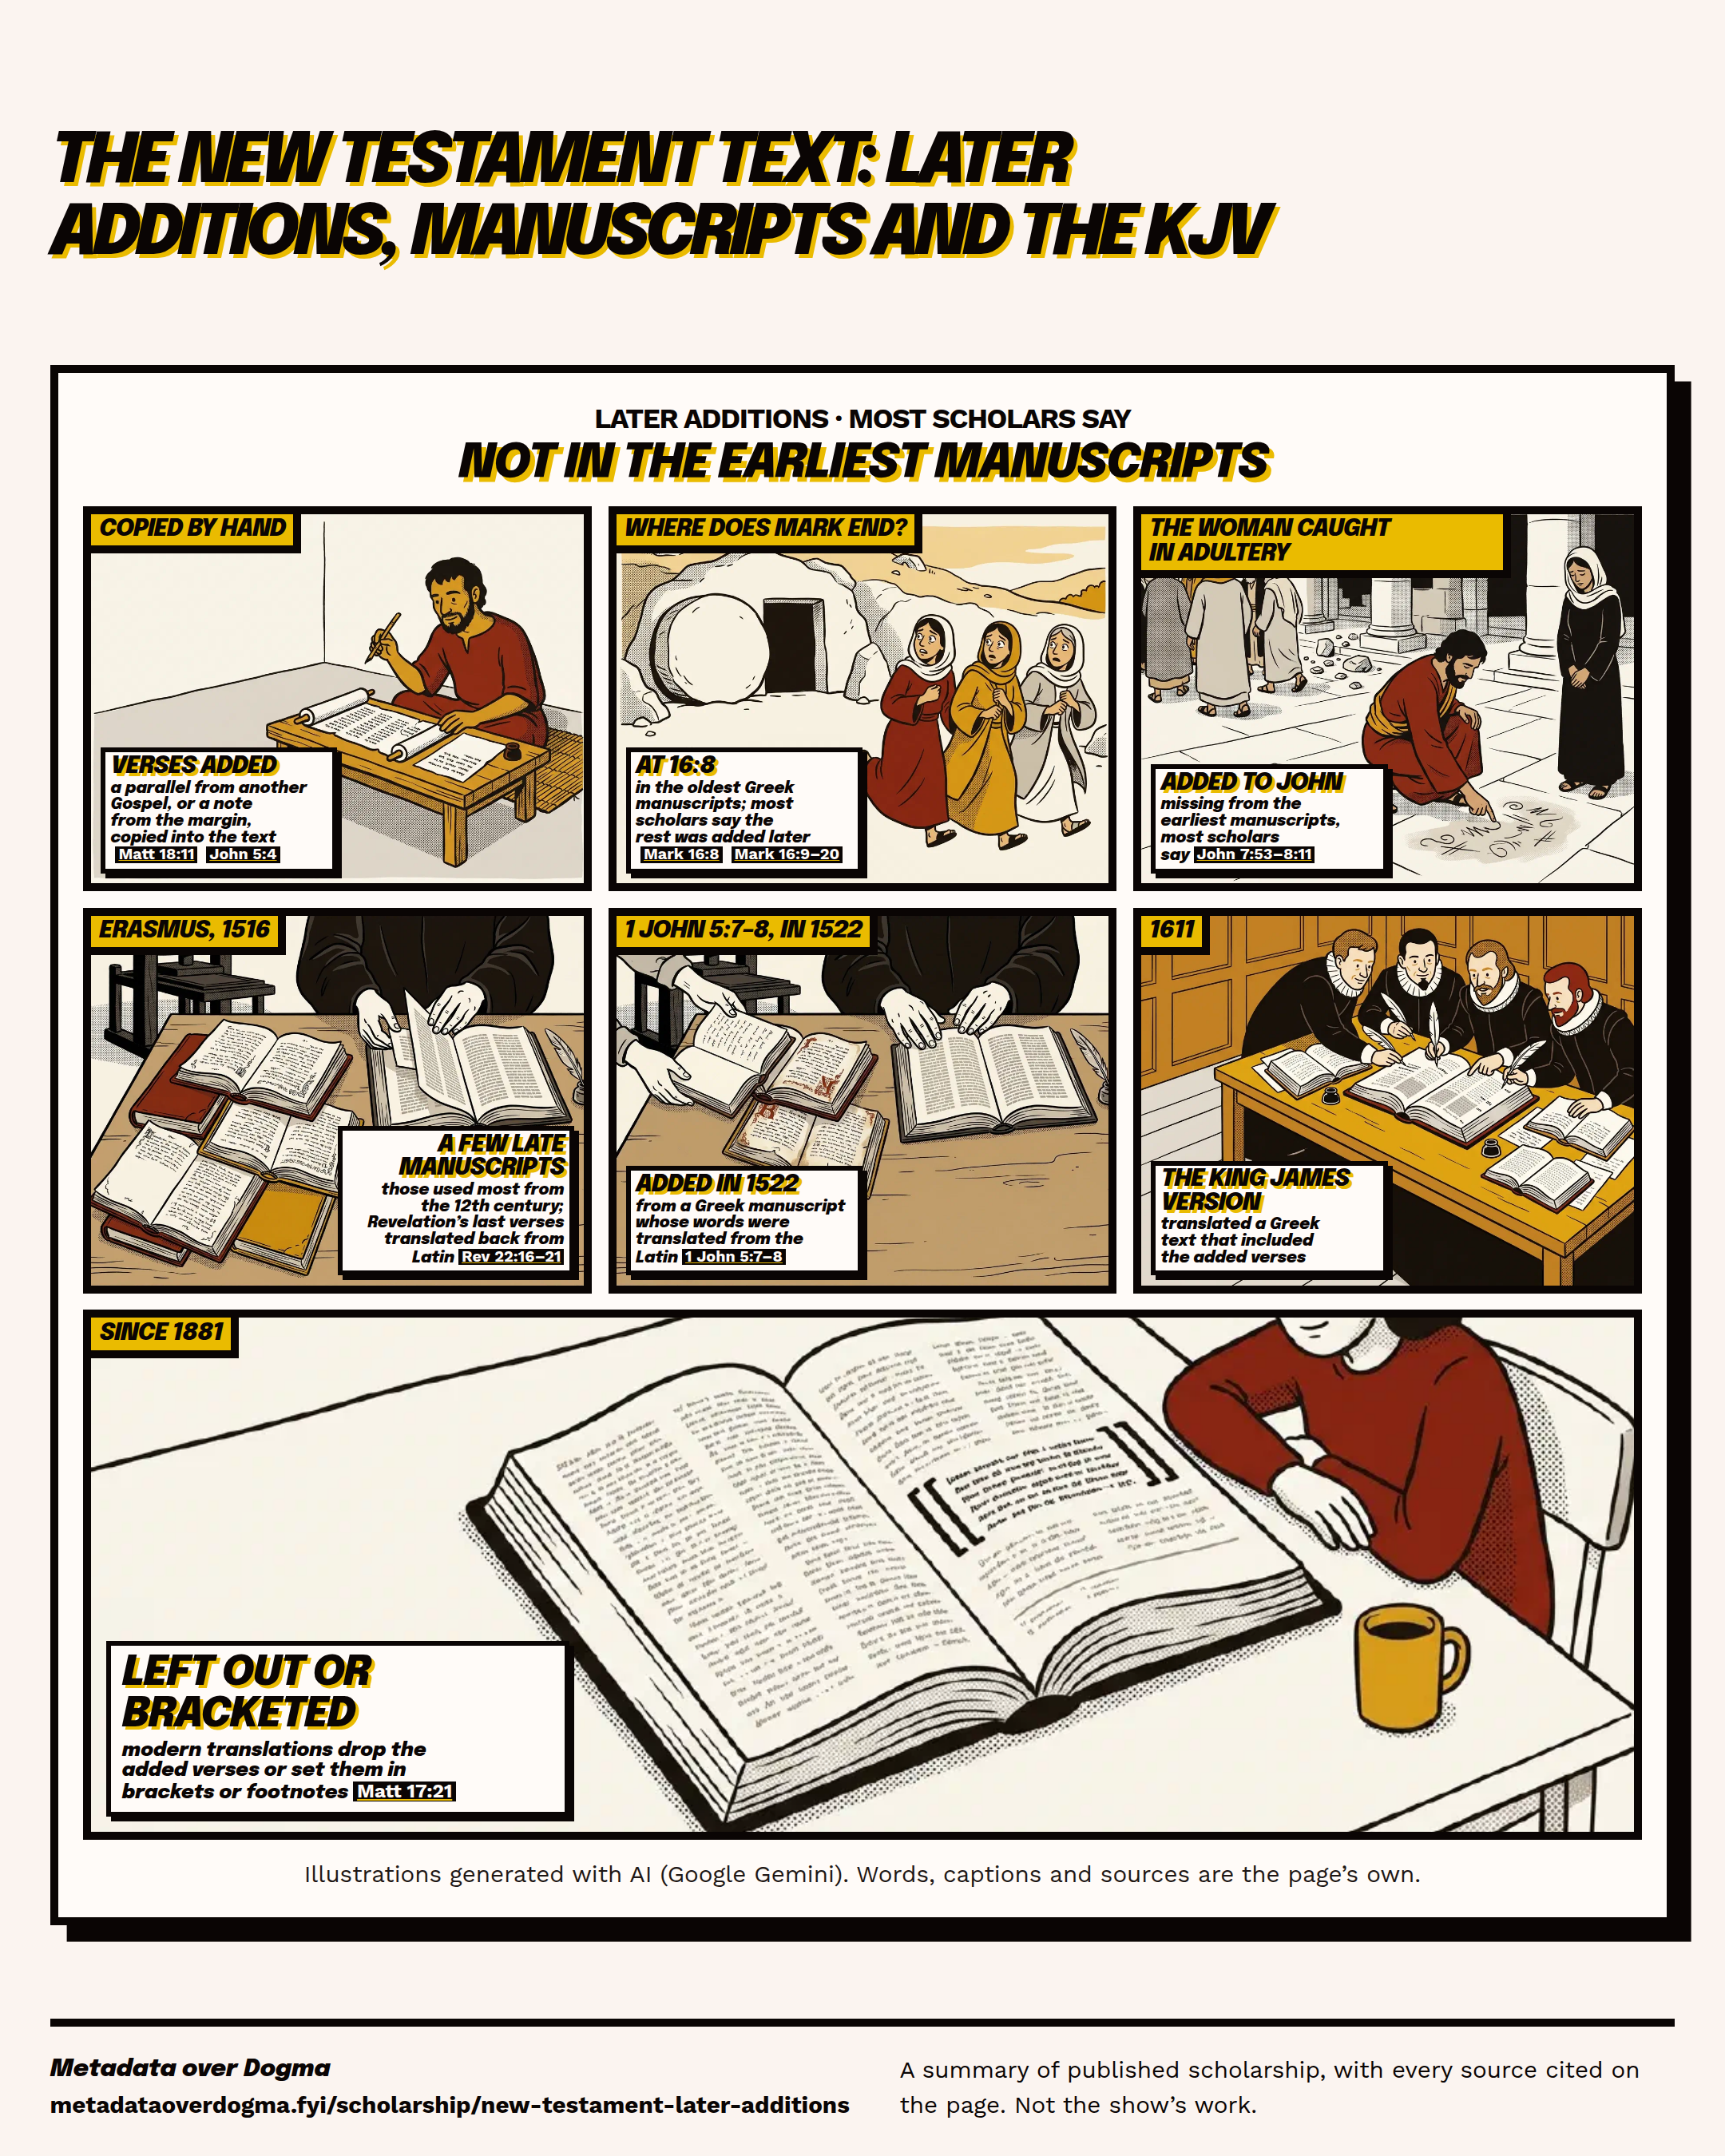 THE NEW TESTAMENT TEXT: LATER
ADDITIONS, MANUSCRIPTS AND THE KJV
LATER ADDITIONS · MOST SCHOLARS SAY
NOT IN THE EARLIEST MANUSCRIPTS
COPIED BY HAND
VERSES ADDED
a parallel from another
Gospel, or a note
from the margin,
copied into the text
Matt 18:11 John 5:4
WHERE DOES MARK END?
AT 16:8
in the oldest Greek
manuscripts; most
scholars say the
rest was added later
Mark 16:8 Mark 16:9–20
THE WOMAN CAUGHT
IN ADULTERY
ADDED TO JOHN
missing from the
earliest manuscripts,
most scholars
say John 7:53–8:11
ERASMUS, 1516
A FEW LATE
MANUSCRIPTS
those used most from
the 12th century;
Revelation’s last verses
translated back from
Latin Rev 22:16–21
1 JOHN 5:7–8, IN 1522
ADDED IN 1522
from a Greek manuscript
whose words were
translated from the
Latin 1 John 5:7–8
1611
THE KING JAMES
VERSION
translated a Greek
text that included
the added verses
SINCE 1881
LEFT OUT OR
BRACKETED
modern translations drop the
added verses or set them in
brackets or footnotes Matt 17:21
Illustrations generated with AI (Google Gemini). Words, captions and sources are the page’s own.
Metadata over Dogma
metadataoverdogma.fyi/scholarship/new-testament-later-additions
A summary of published scholarship, with every source cited on
the page. Not the show’s work.